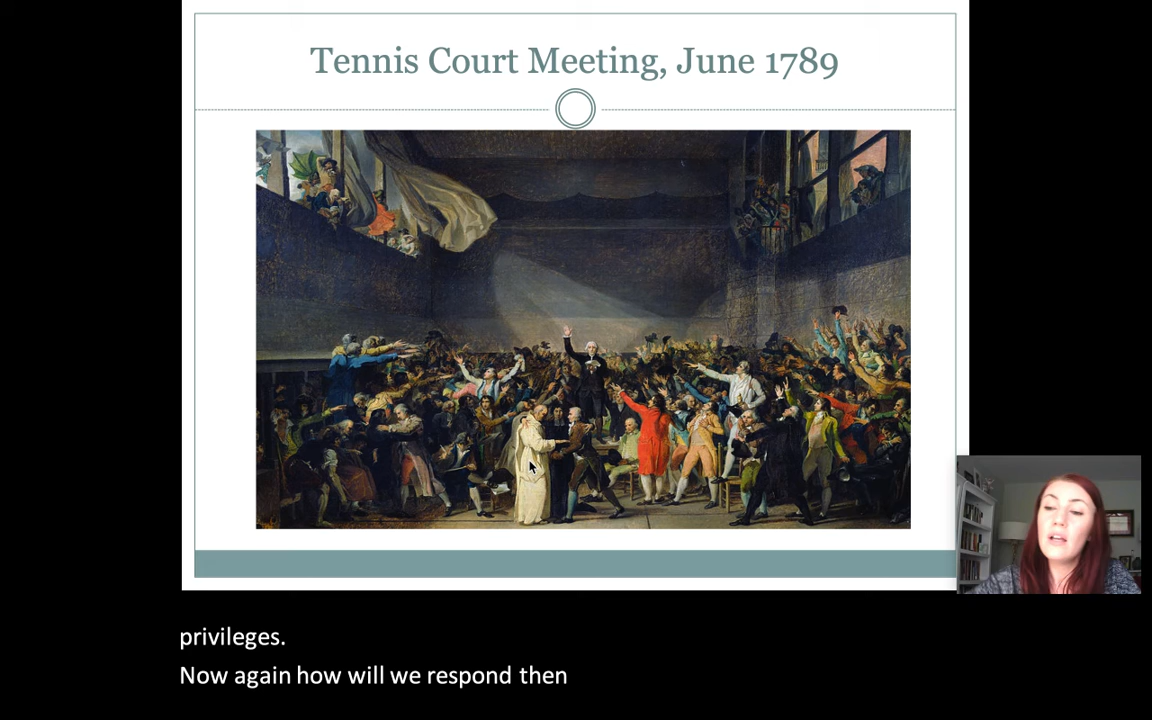 Tennis Court Meeting, June 1789
privileges.
Now again how will we respond then